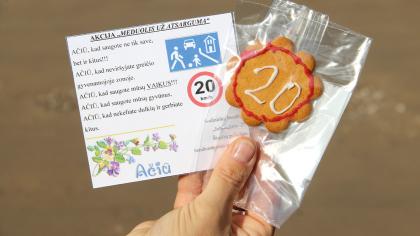 AKCIJA „MEDUOLIS UŽ ATSARGUMĄ“
AČIŪ, kad saugote ne tik save,
bet ir kitus!!!
AČIŪ, kad neviršijate greičio
gyvenamojoje zonoje.
AČIŪ, kad saugote mūsų VAIKUS!!!
AČIŪ, kad saugote mūsų gyvūnus.
AČIŪ, kad nekeliate dulkių ir gerbiate
kitus.
20
km/h
Ačiū
20